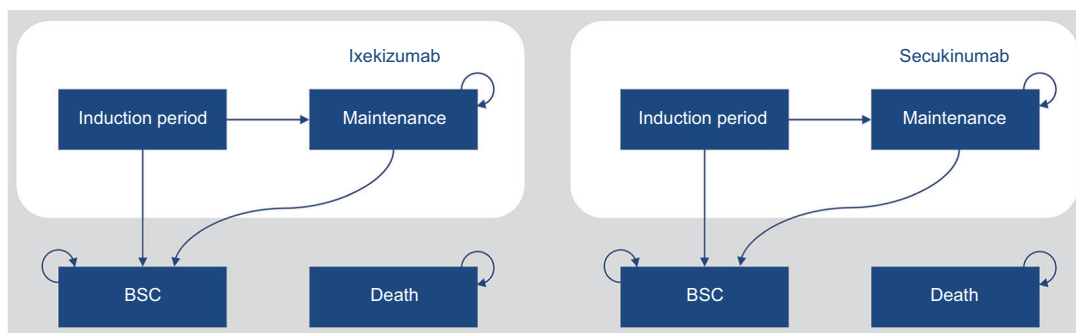 Ixekizumab
Induction period
Maintenance
BSC
Death
Secukinumab
Induction period
Maintenance
BSC
Death